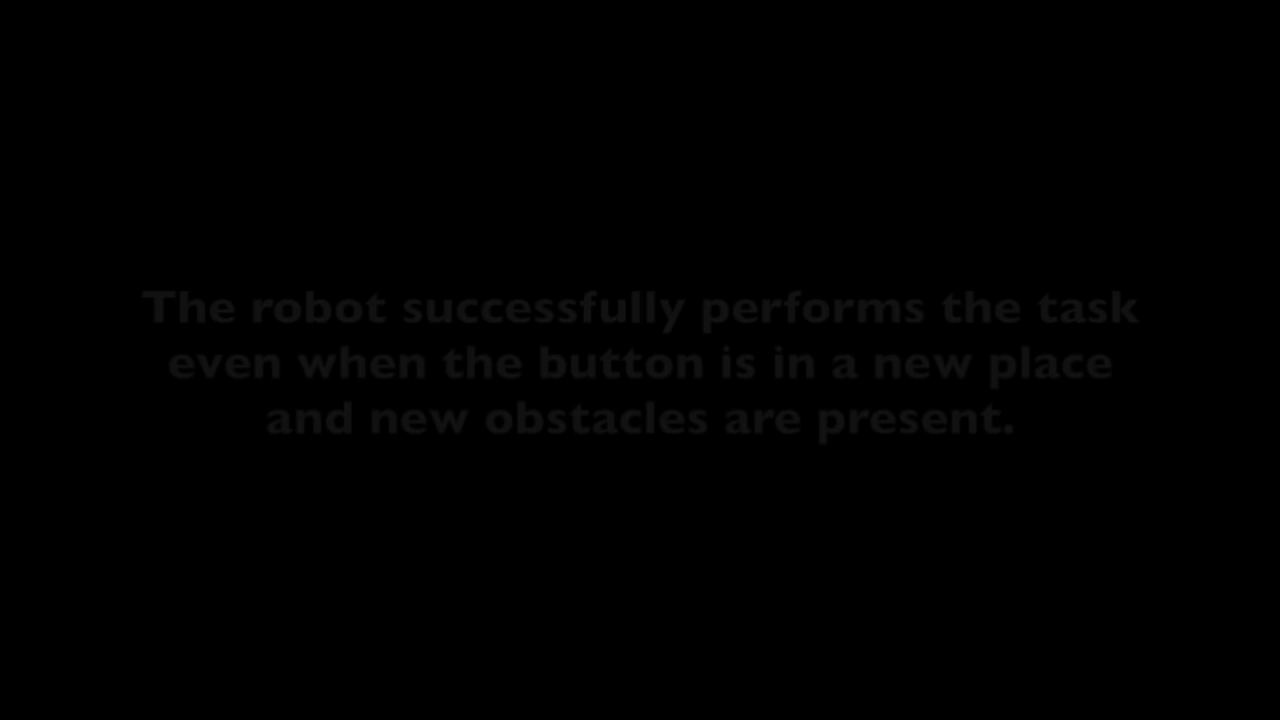 The robot successfully performs the task
even when the button is in a new place
and new obstacles are present.